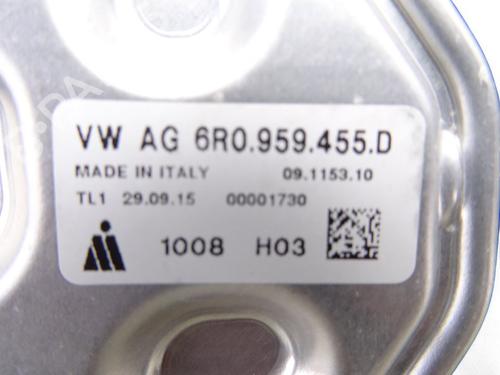 VW AG 6R0.959.455.D
MADE IN ITALY 09.1153.10
TL1 29.09.15 00001730
1008 H03